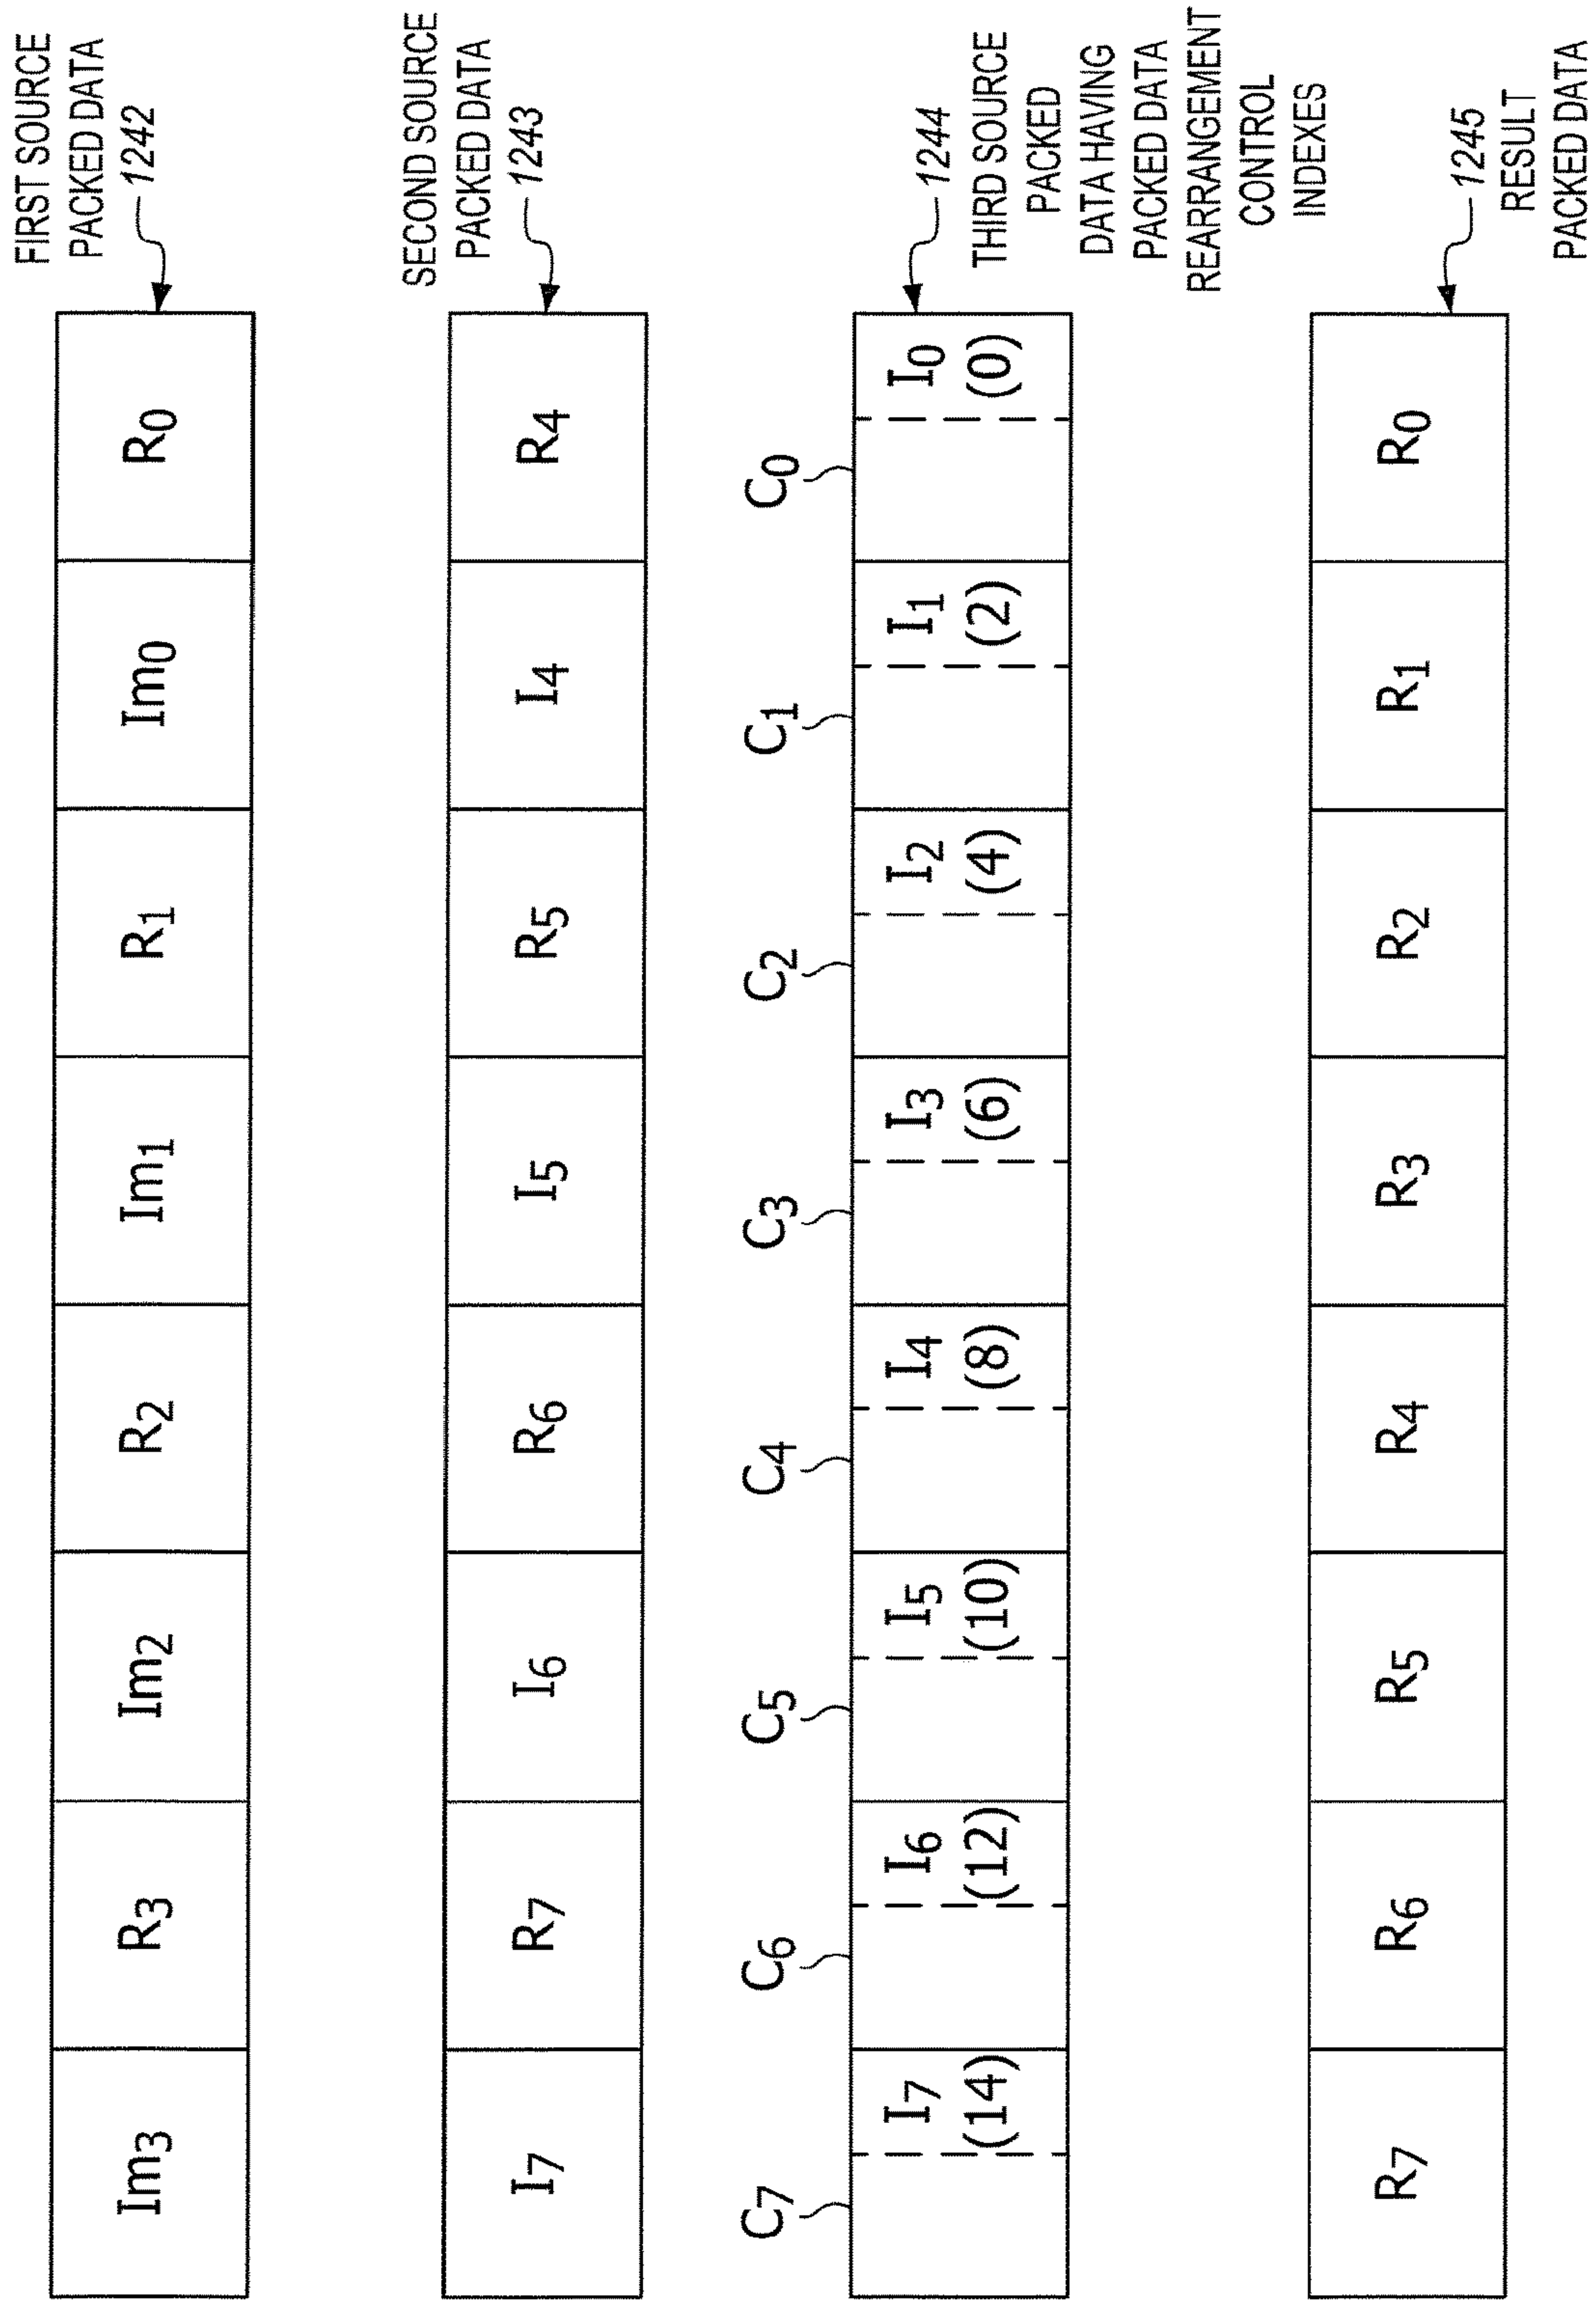 FIRST SOURCE
PACKED DATA
1242
Im3 R3 Im2 R2 Im1 R1 Im0 R0
SECOND SOURCE
PACKED DATA
1243
I7 R7 I6 R6 I5 R5 I4 R4
C7 C6 C5 C4 C3 C2 C1 C0
I7 I6 I5 I4 I3 I2 I1 I0
(14) (12) (10) (8) (6) (4) (2) (0)
1244
THIRD SOURCE
PACKED
DATA HAVING
PACKED DATA
REARRANGEMENT
CONTROL
INDEXES
R7 R6 R5 R4 R3 R2 R1 R0
1245
RESULT
PACKED DATA